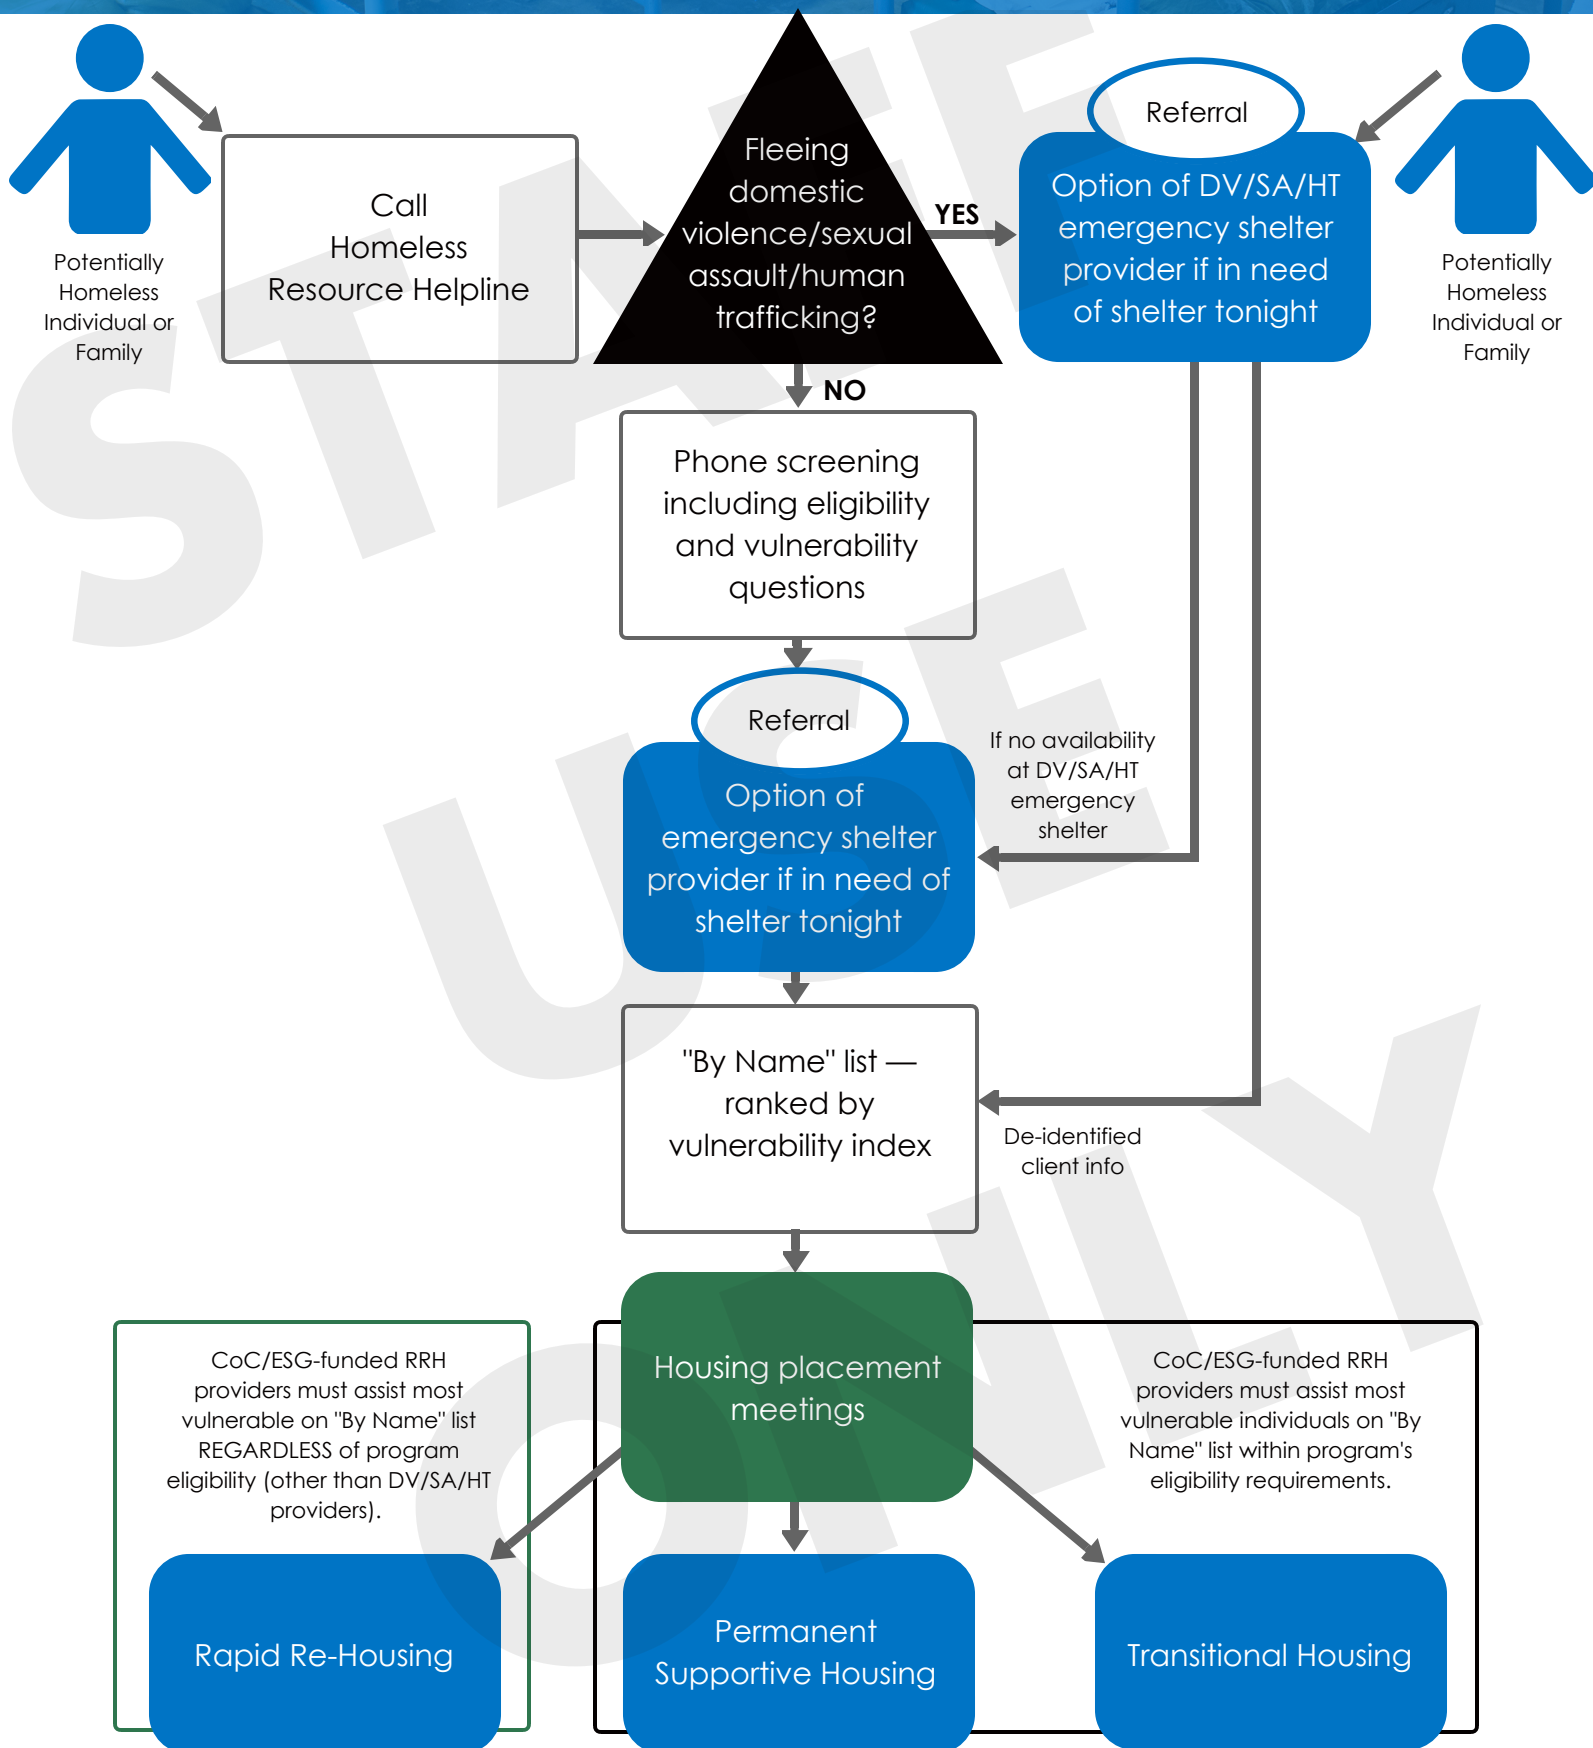 Potentially
Homeless
Individual or
Family
Call
Homeless
Resource Helpline
Fleeing
domestic
violence/sexual
assault/human
trafficking?
YES
NO
Referral
Option of DV/SA/HT
emergency shelter
provider if in need
of shelter tonight
Potentially
Homeless
Individual or
Family
Phone screening
including eligibility
and vulnerability
questions
Referral
Option of
emergency shelter
provider if in need of
shelter tonight
If no availability
at DV/SA/HT
emergency
shelter
"By Name" list —
ranked by
vulnerability index
De-identified
client info
Housing placement
meetings
CoC/ESG-funded RRH
providers must assist most
vulnerable on "By Name" list
REGARDLESS of program
eligibility (other than DV/SA/HT
providers).
CoC/ESG-funded RRH
providers must assist most
vulnerable individuals on "By
Name" list within program's
eligibility requirements.
Rapid Re-Housing
Permanent
Supportive Housing
Transitional Housing
STAFF
USE
ONLY